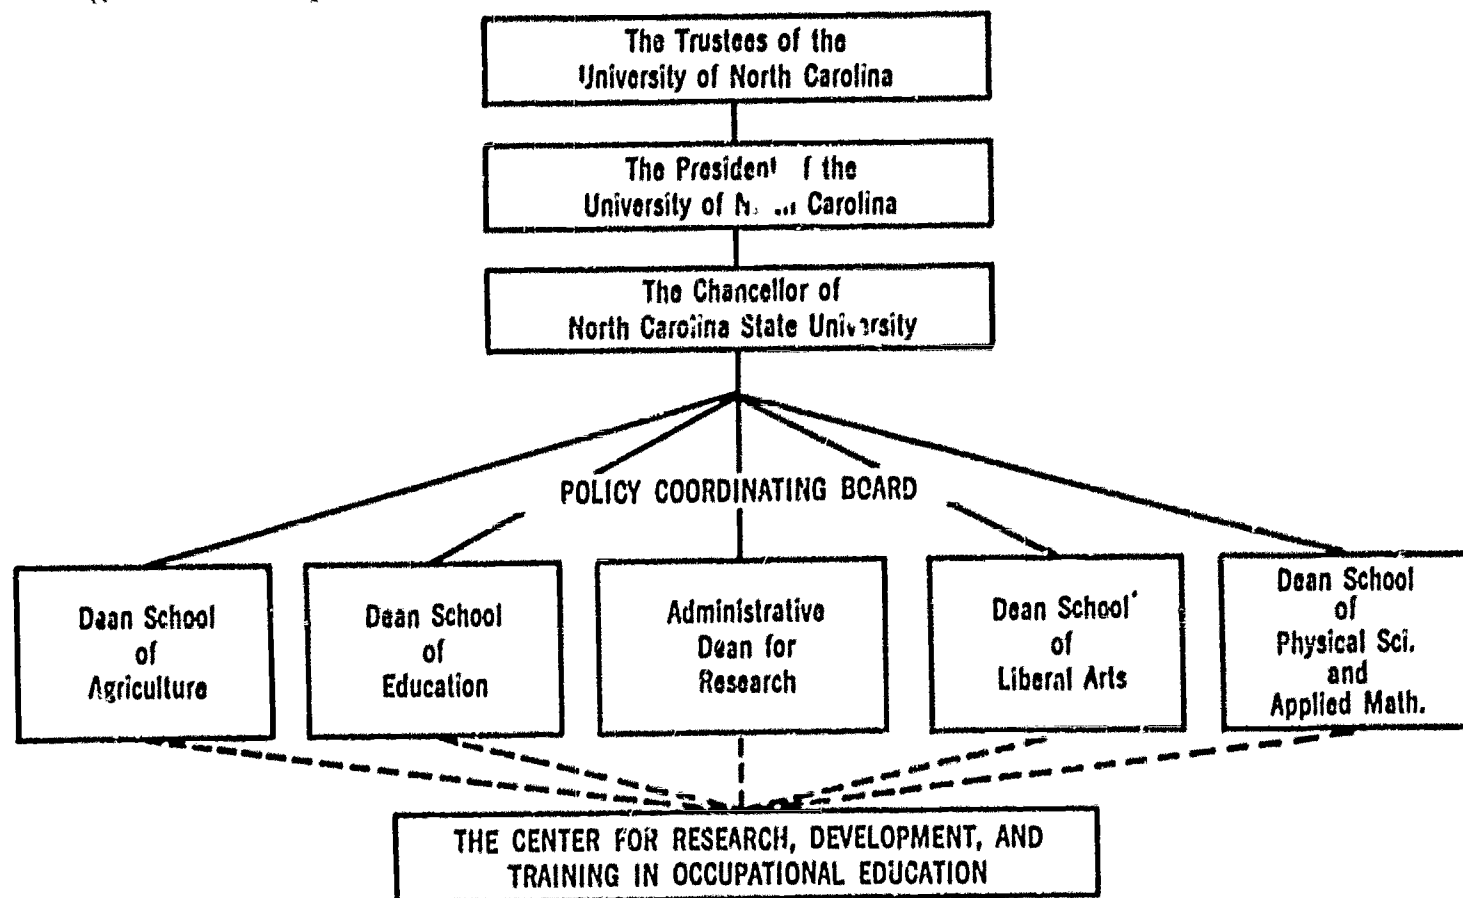 The Trustees of the
University of North Carolina
The President of the
University of Carolina
The Chancellor of
North Carolina State University
POLICY COORDINATING BOARD
Dean School
of
Agriculture
Dean School
of
Education
Administrative
Dean for
Research
Dean School
of
Liberal Arts
Dean School
of
Physical Sci.
and
Applied Math.
THE CENTER FOR RESEARCH, DEVELOPMENT, AND
TRAINING IN OCCUPATIONAL EDUCATION